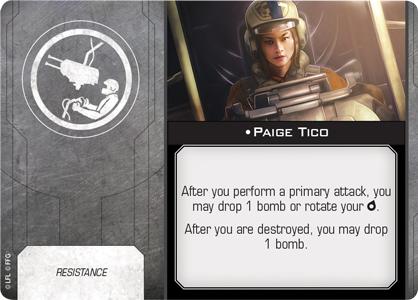 • PAIGE TICO
After you perform a primary attack, you
may drop 1 bomb or rotate your .
After you are destroyed, you may drop
1 bomb.
RESISTANCE
© LFL © FFG